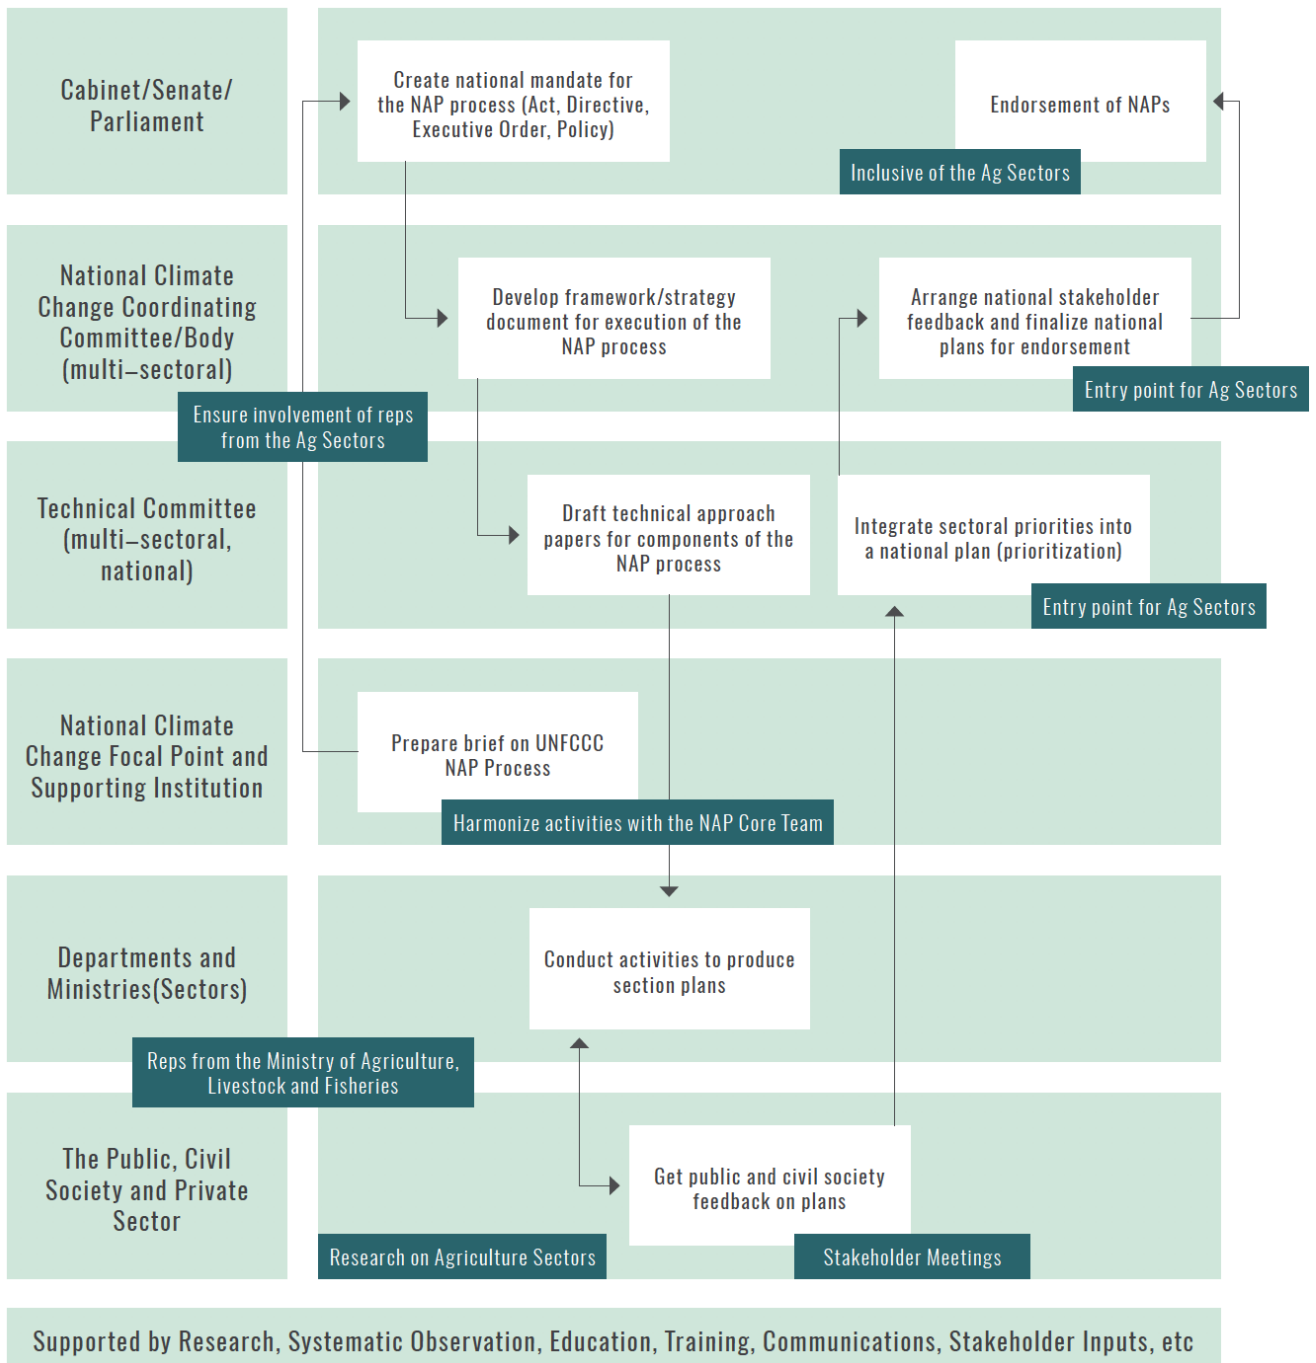 Cabinet/Senate/
Parliament
Create national mandate for
the NAP process (Act, Directive,
Executive Order, Policy)
Endorsement of NAPs
Inclusive of the Ag Sectors
National Climate
Change Coordinating
Committee/Body
(multi–sectoral)
Develop framework/strategy
document for execution of the
NAP process
Arrange national stakeholder
feedback and finalize national
plans for endorsement
Entry point for Ag Sectors
Ensure involvement of reps
from the Ag Sectors
Technical Committee
(multi–sectoral,
national)
Draft technical approach
papers for components of the
NAP process
Integrate sectoral priorities into
a national plan (prioritization)
Entry point for Ag Sectors
National Climate
Change Focal Point and
Supporting Institution
Prepare brief on UNFCCC
NAP Process
Harmonize activities with the NAP Core Team
Departments and
Ministries(Sectors)
Conduct activities to produce
section plans
Reps from the Ministry of Agriculture,
Livestock and Fisheries
The Public, Civil
Society and Private
Sector
Get public and civil society
feedback on plans
Research on Agriculture Sectors
Stakeholder Meetings
Supported by Research, Systematic Observation, Education, Training, Communications, Stakeholder Inputs, etc